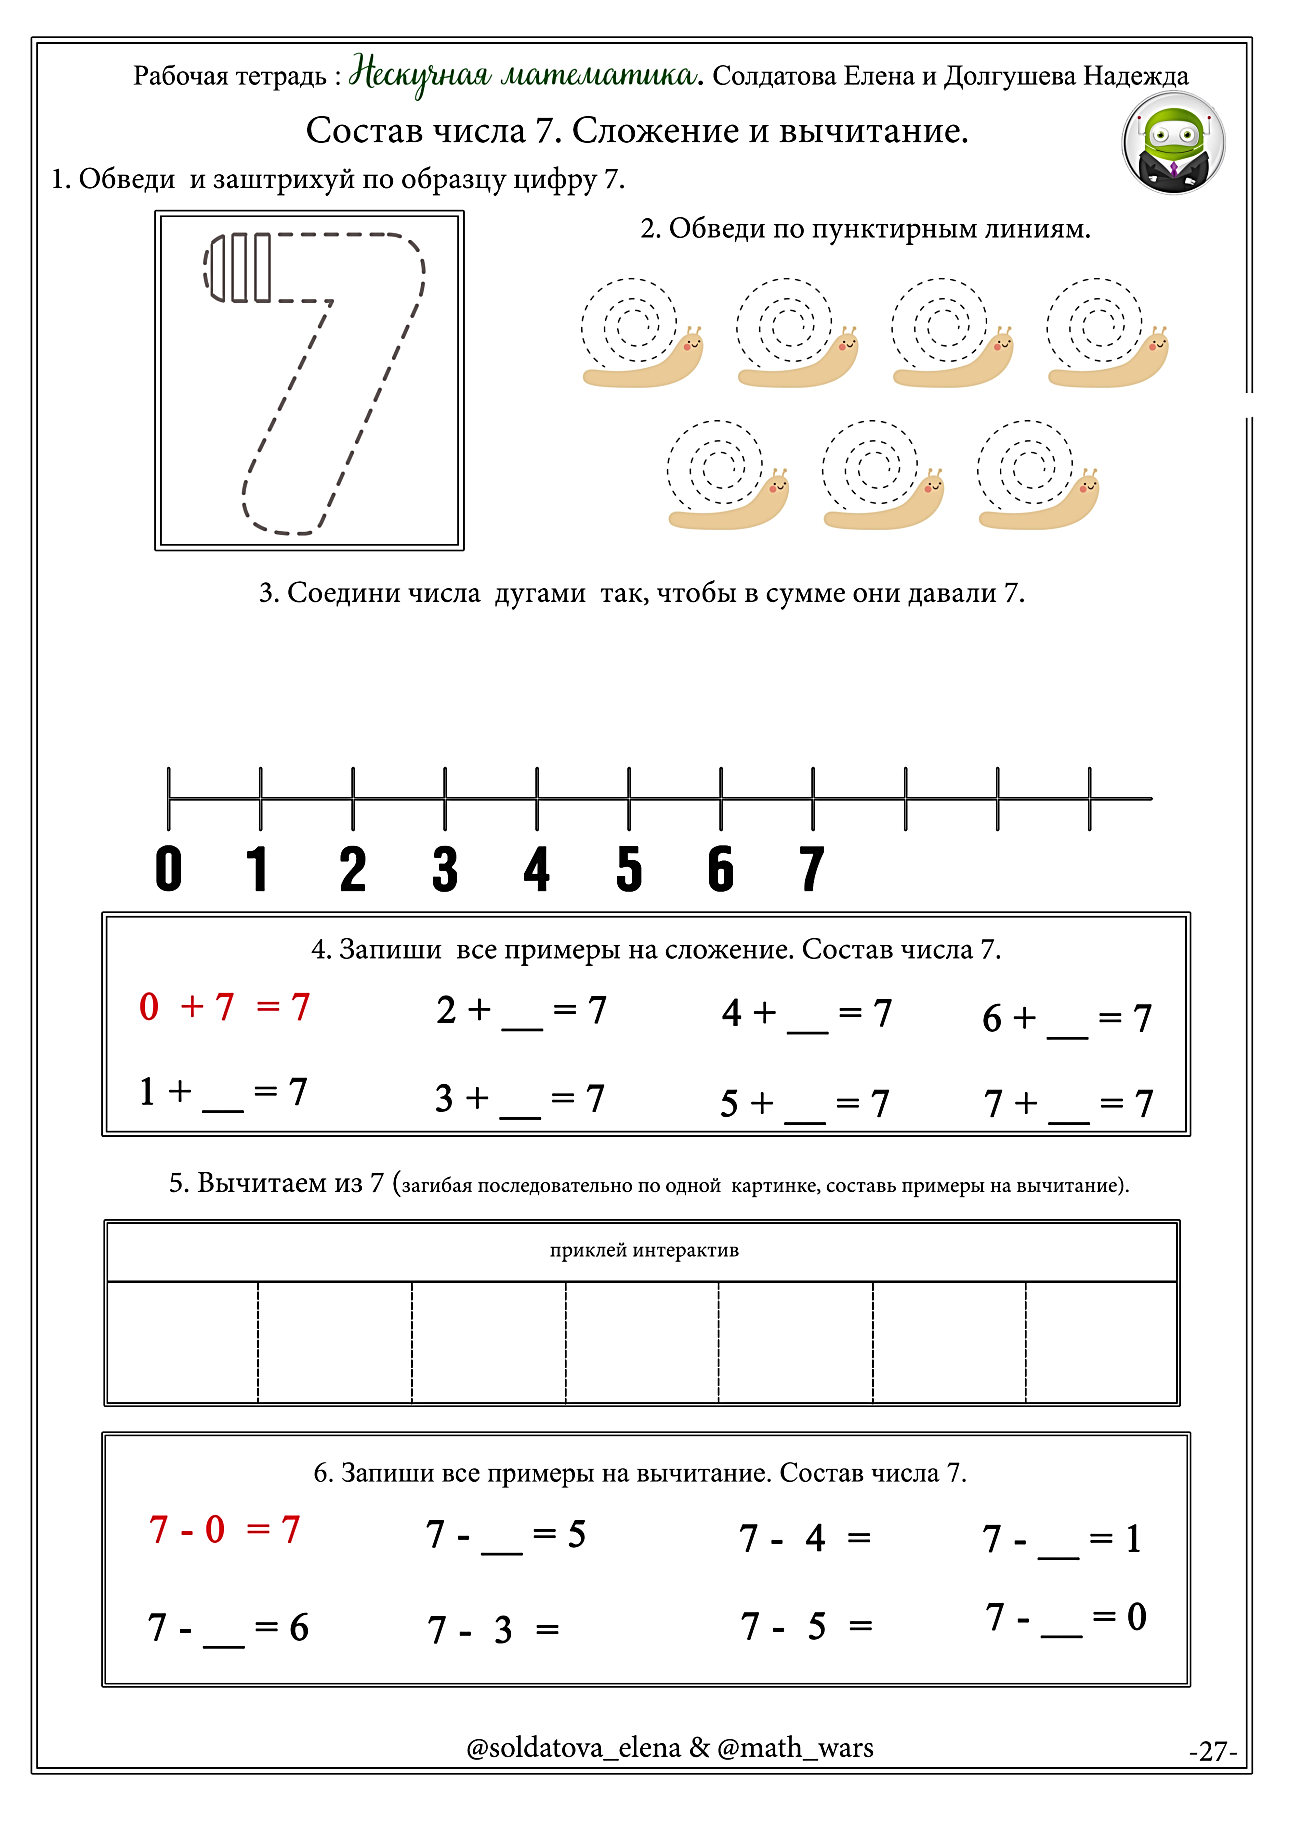 Рабочая тетрадь : Нескучная математика. Солдатова Елена и Долгушева Надежда
Состав числа 7. Сложение и вычитание.
1. Обведи и заштрихуй по образцу цифру 7.
2. Обведи по пунктирным линиям.
3. Соедини числа дугами так, чтобы в сумме они давали 7.
0 1 2 3 4 5 6 7
4. Запиши все примеры на сложение. Состав числа 7.
0 + 7 = 7 2 + __ = 7 4 + __ = 7 6 + __ = 7
1 + __ = 7 3 + __ = 7 5 + __ = 7 7 + __ = 7
5. Вычитаем из 7 (загибая последовательно по одной картинке, составь примеры на вычитание).
приклей интерактив
6. Запиши все примеры на вычитание. Состав числа 7.
7 - 0 = 7 7 - __ = 5 7 - 4 = 7 - __ = 1
7 - __ = 6 7 - 3 = 7 - 5 = 7 - __ = 0
@soldatova_elena & @math_wars
-27-